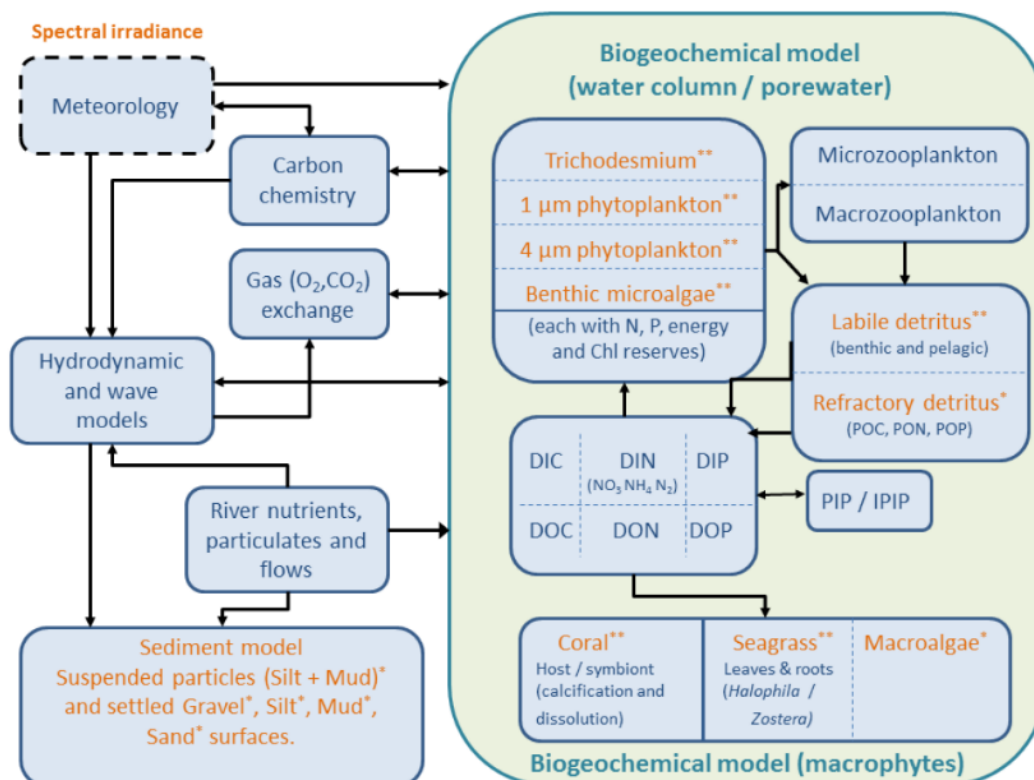 Spectral irradiance
Meteorology
Carbon
chemistry
Gas (O₂,CO₂)
exchange
Hydrodynamic
and wave
models
River nutrients,
particulates and
flows
Sediment model
Suspended particles (Silt + Mud)*
and settled Gravel*, Silt*, Mud*,
Sand* surfaces.
Biogeochemical model
(water column / porewater)
Trichodesmium**
1 µm phytoplankton**
4 µm phytoplankton**
Benthic microalgae**
(each with N, P, energy
and Chl reserves)
Microzooplankton
Macrozooplankton
Labile detritus**
(benthic and pelagic)
Refractory detritus*
(POC, PON, POP)
DIC DIN DIP
(NO₃ NH₄ N₂)
DOC DON DOP
PIP / IPIP
Coral**
Host / symbiont
(calcification and
dissolution)
Seagrass**
Leaves & roots
(Halophila /
Zostera)
Macroalgae*
Biogeochemical model (macrophytes)